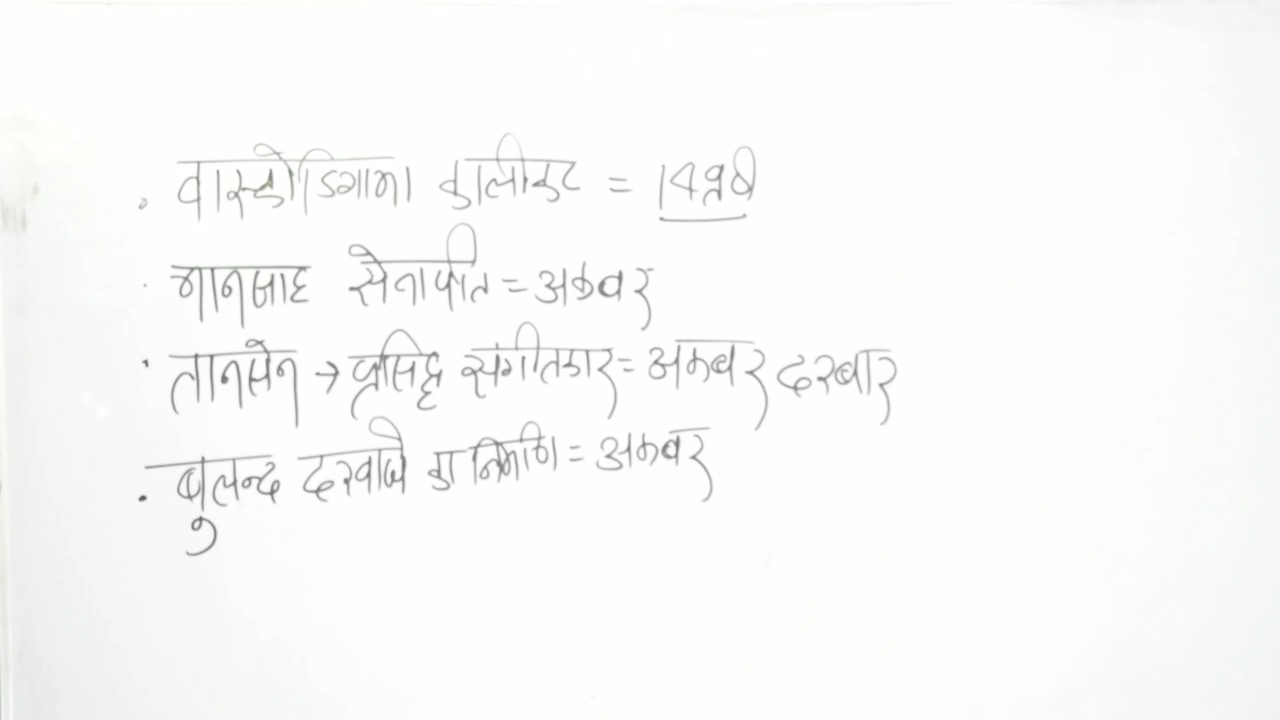 . वास्कोडिगामा कालीकट = 1498
. मानसिंह सेनापति = अकबर
. तानसेन → प्रसिद्ध संगीतकार = अकबर दरबार
. बुलन्द दरवाजे का निर्माण = अकबर